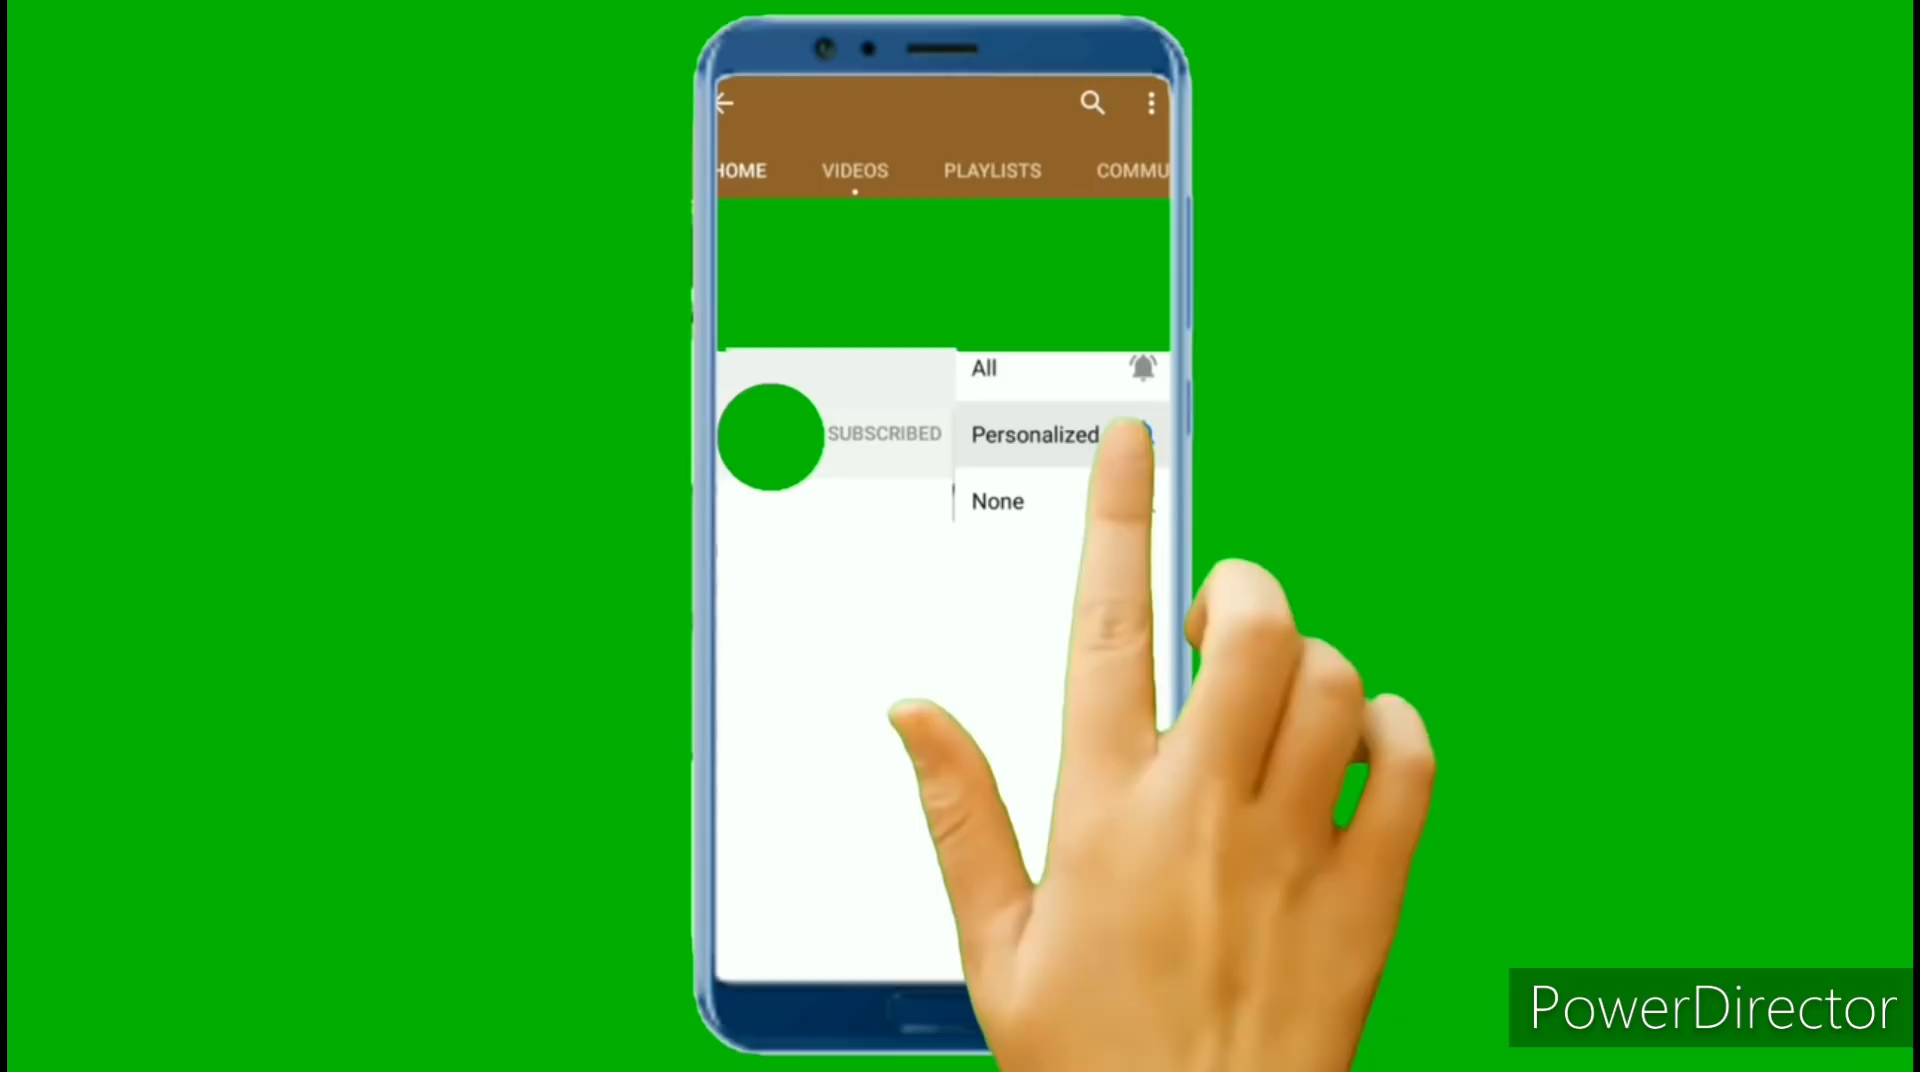 HOME VIDEOS PLAYLISTS COMMU
All
SUBSCRIBED Personalized
None
PowerDirector